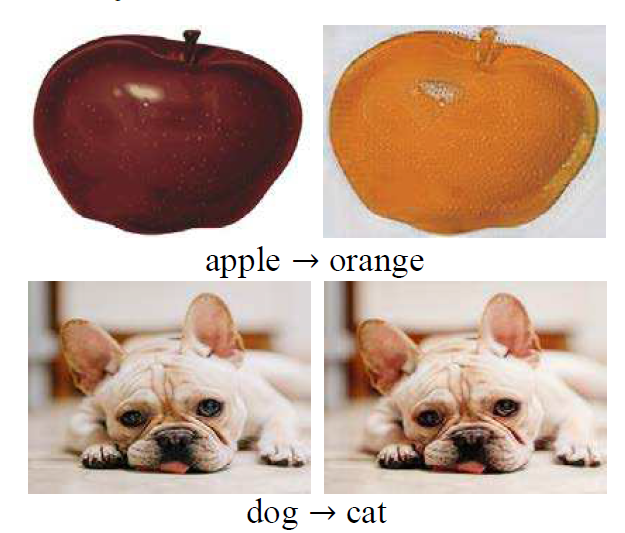 apple → orange
dog → cat